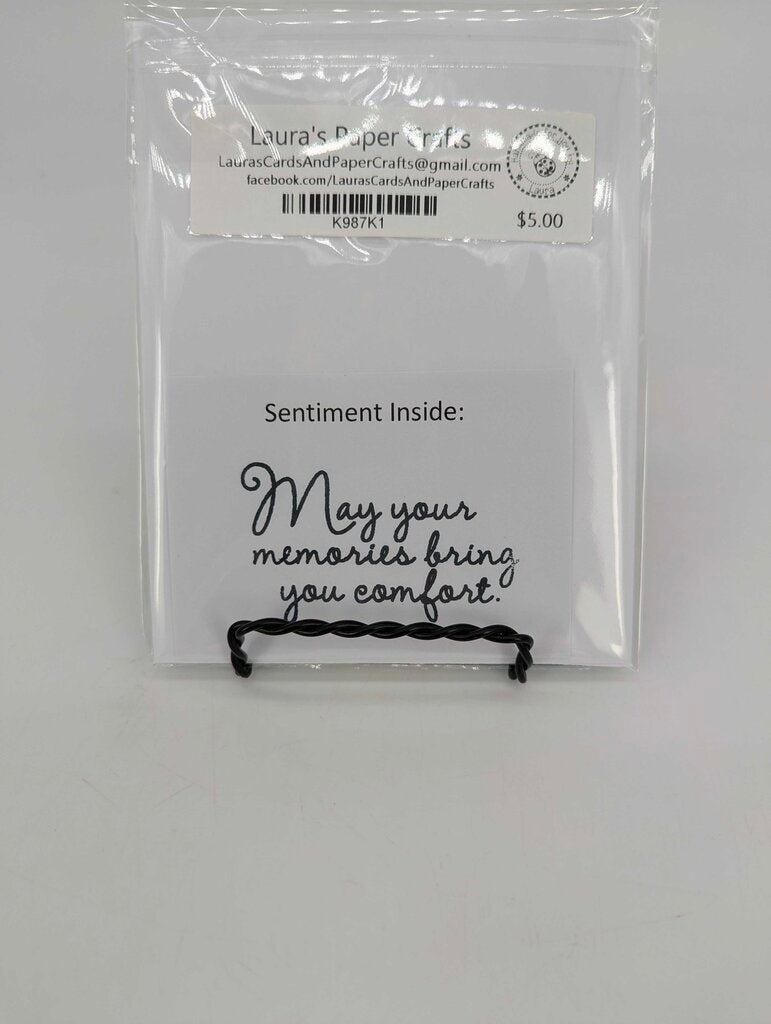 Laura's Paper Crafts
LaurasCardsAndPaperCrafts@gmail.com
facebook.com/LaurasCardsAndPaperCrafts
K987K1
$5.00
Laura
Sentiment Inside:
May your
memories bring
you comfort.